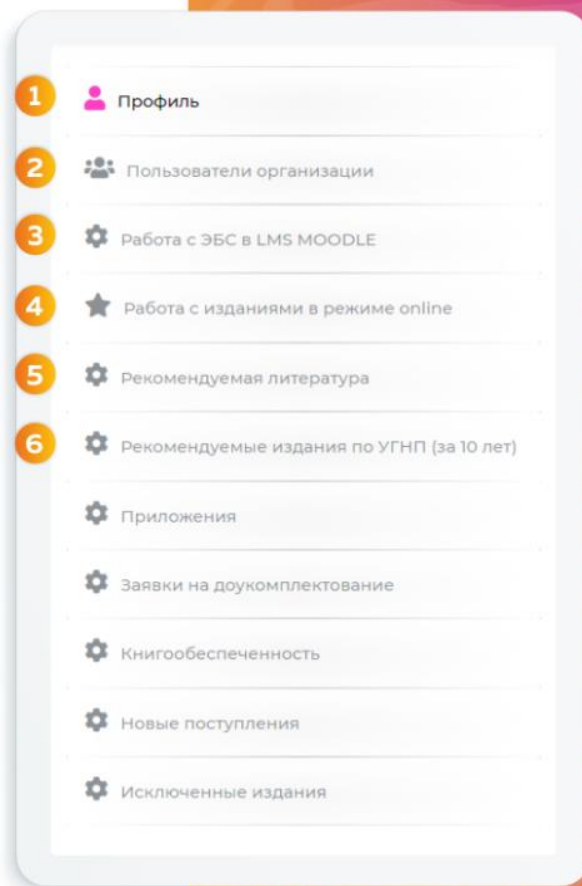 1 Профиль
2 Пользователи организации
3 Работа с ЭБС в LMS MOODLE
4 Работа с изданиями в режиме online
5 Рекомендуемая литература
6 Рекомендуемые издания по УГНП (за 10 лет)
Приложения
Заявки на доукомплектование
Книгообеспеченность
Новые поступления
Исключенные издания